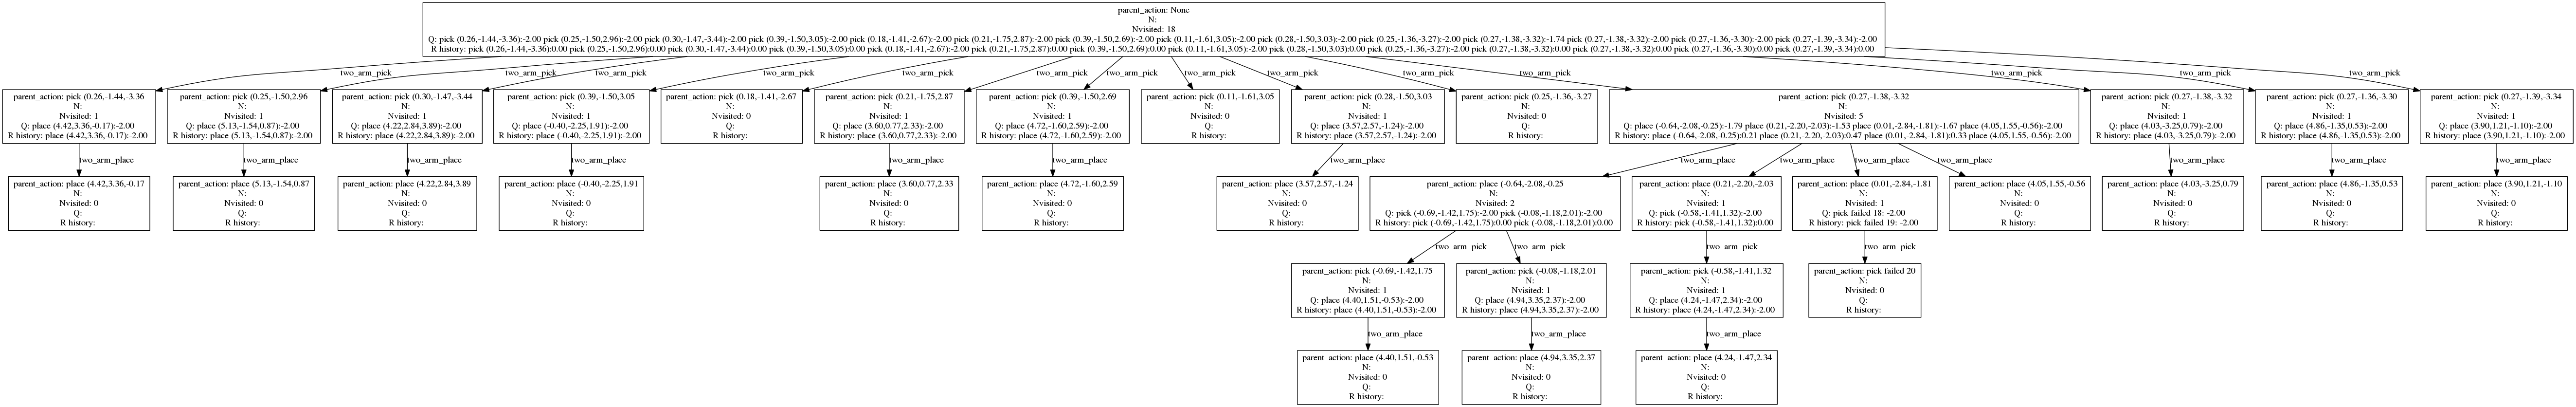 parent_action: None
N:
Nvisited: 18
Q: pick (0.26,-1.44,-3.36):-2.00 pick (0.25,-1.50,2.96):-2.00 pick (0.30,-1.47,-3.44):-2.00 pick (0.39,-1.50,3.05):-2.00 pick (0.18,-1.41,-2.67):-2.00 pick (0.21,-1.75,2.87):-2.00 pick (0.39,-1.50,2.69):-2.00 pick (0.11,-1.61,3.05):-2.00 pick (0.28,-1.50,3.03):-2.00 pick (0.25,-1.36,-3.27):-2.00 pick (0.27,-1.38,-3.32):-1.74 pick (0.27,-1.38,-3.32):-2.00 pick (0.27,-1.36,-3.30):-2.00 pick (0.27,-1.39,-3.34):-2.00
R history: pick (0.26,-1.44,-3.36):0.00 pick (0.25,-1.50,2.96):0.00 pick (0.30,-1.47,-3.44):0.00 pick (0.39,-1.50,3.05):0.00 pick (0.18,-1.41,-2.67):-2.00 pick (0.21,-1.75,2.87):0.00 pick (0.39,-1.50,2.69):0.00 pick (0.11,-1.61,3.05):-2.00 pick (0.28,-1.50,3.03):0.00 pick (0.25,-1.36,-3.27):-2.00 pick (0.27,-1.38,-3.32):0.00 pick (0.27,-1.38,-3.32):0.00 pick (0.27,-1.36,-3.30):0.00 pick (0.27,-1.39,-3.34):0.00
two_arm_pick
two_arm_pick
two_arm_pick
two_arm_pick
two_arm_pick
two_arm_pick
two_arm_pick
two_arm_pick
two_arm_pick
two_arm_pick
two_arm_pick
two_arm_pick
two_arm_pick
two_arm_pick
parent_action: pick (0.26,-1.44,-3.36
N:
Nvisited: 1
Q: place (4.42,3.36,-0.17):-2.00
R history: place (4.42,3.36,-0.17):-2.00
parent_action: pick (0.25,-1.50,2.96
N:
Nvisited: 1
Q: place (5.13,-1.54,0.87):-2.00
R history: place (5.13,-1.54,0.87):-2.00
parent_action: pick (0.30,-1.47,-3.44
N:
Nvisited: 1
Q: place (4.22,2.84,3.89):-2.00
R history: place (4.22,2.84,3.89):-2.00
parent_action: pick (0.39,-1.50,3.05
N:
Nvisited: 1
Q: place (-0.40,-2.25,1.91):-2.00
R history: place (-0.40,-2.25,1.91):-2.00
parent_action: pick (0.18,-1.41,-2.67
N:
Nvisited: 0
Q:
R history:
parent_action: pick (0.21,-1.75,2.87
N:
Nvisited: 1
Q: place (3.60,0.77,2.33):-2.00
R history: place (3.60,0.77,2.33):-2.00
parent_action: pick (0.39,-1.50,2.69
N:
Nvisited: 1
Q: place (4.72,-1.60,2.59):-2.00
R history: place (4.72,-1.60,2.59):-2.00
parent_action: pick (0.11,-1.61,3.05
N:
Nvisited: 0
Q:
R history:
parent_action: pick (0.28,-1.50,3.03
N:
Nvisited: 1
Q: place (3.57,2.57,-1.24):-2.00
R history: place (3.57,2.57,-1.24):-2.00
parent_action: pick (0.25,-1.36,-3.27
N:
Nvisited: 0
Q:
R history:
parent_action: pick (0.27,-1.38,-3.32
N:
Nvisited: 5
Q: place (-0.64,-2.08,-0.25):-1.79 place (0.21,-2.20,-2.03):-1.53 place (0.01,-2.84,-1.81):-1.67 place (4.05,1.55,-0.56):-2.00
R history: place (-0.64,-2.08,-0.25):0.21 place (0.21,-2.20,-2.03):0.47 place (0.01,-2.84,-1.81):0.33 place (4.05,1.55,-0.56):-2.00
parent_action: pick (0.27,-1.38,-3.32
N:
Nvisited: 1
Q: place (4.03,-3.25,0.79):-2.00
R history: place (4.03,-3.25,0.79):-2.00
parent_action: pick (0.27,-1.36,-3.30
N:
Nvisited: 1
Q: place (4.86,-1.35,0.53):-2.00
R history: place (4.86,-1.35,0.53):-2.00
parent_action: pick (0.27,-1.39,-3.34
N:
Nvisited: 1
Q: place (3.90,1.21,-1.10):-2.00
R history: place (3.90,1.21,-1.10):-2.00
two_arm_place
two_arm_place
two_arm_place
two_arm_place
two_arm_place
two_arm_place
two_arm_place
two_arm_place
two_arm_place
two_arm_place
two_arm_place
two_arm_place
two_arm_place
two_arm_place
parent_action: place (4.42,3.36,-0.17
N:
Nvisited: 0
Q:
R history:
parent_action: place (5.13,-1.54,0.87
N:
Nvisited: 0
Q:
R history:
parent_action: place (4.22,2.84,3.89
N:
Nvisited: 0
Q:
R history:
parent_action: place (-0.40,-2.25,1.91
N:
Nvisited: 0
Q:
R history:
parent_action: place (3.60,0.77,2.33
N:
Nvisited: 0
Q:
R history:
parent_action: place (4.72,-1.60,2.59
N:
Nvisited: 0
Q:
R history:
parent_action: place (3.57,2.57,-1.24
N:
Nvisited: 0
Q:
R history:
parent_action: place (-0.64,-2.08,-0.25
N:
Nvisited: 2
Q: pick (-0.69,-1.42,1.75):-2.00 pick (-0.08,-1.18,2.01):-2.00
R history: pick (-0.69,-1.42,1.75):0.00 pick (-0.08,-1.18,2.01):0.00
parent_action: place (0.21,-2.20,-2.03
N:
Nvisited: 1
Q: pick (-0.58,-1.41,1.32):-2.00
R history: pick (-0.58,-1.41,1.32):0.00
parent_action: place (0.01,-2.84,-1.81
N:
Nvisited: 1
Q: pick failed 18: -2.00
R history: pick failed 19: -2.00
parent_action: place (4.05,1.55,-0.56
N:
Nvisited: 0
Q:
R history:
parent_action: place (4.03,-3.25,0.79
N:
Nvisited: 0
Q:
R history:
parent_action: place (4.86,-1.35,0.53
N:
Nvisited: 0
Q:
R history:
parent_action: place (3.90,1.21,-1.10
N:
Nvisited: 0
Q:
R history:
two_arm_pick
two_arm_pick
two_arm_pick
two_arm_pick
parent_action: pick (-0.69,-1.42,1.75
N:
Nvisited: 1
Q: place (4.40,1.51,-0.53):-2.00
R history: place (4.40,1.51,-0.53):-2.00
parent_action: pick (-0.08,-1.18,2.01
N:
Nvisited: 1
Q: place (4.94,3.35,2.37):-2.00
R history: place (4.94,3.35,2.37):-2.00
parent_action: pick (-0.58,-1.41,1.32
N:
Nvisited: 1
Q: place (4.24,-1.47,2.34):-2.00
R history: place (4.24,-1.47,2.34):-2.00
parent_action: pick failed 20
N:
Nvisited: 0
Q:
R history:
two_arm_place
two_arm_place
two_arm_place
parent_action: place (4.40,1.51,-0.53
N:
Nvisited: 0
Q:
R history:
parent_action: place (4.94,3.35,2.37
N:
Nvisited: 0
Q:
R history:
parent_action: place (4.24,-1.47,2.34
N:
Nvisited: 0
Q:
R history: